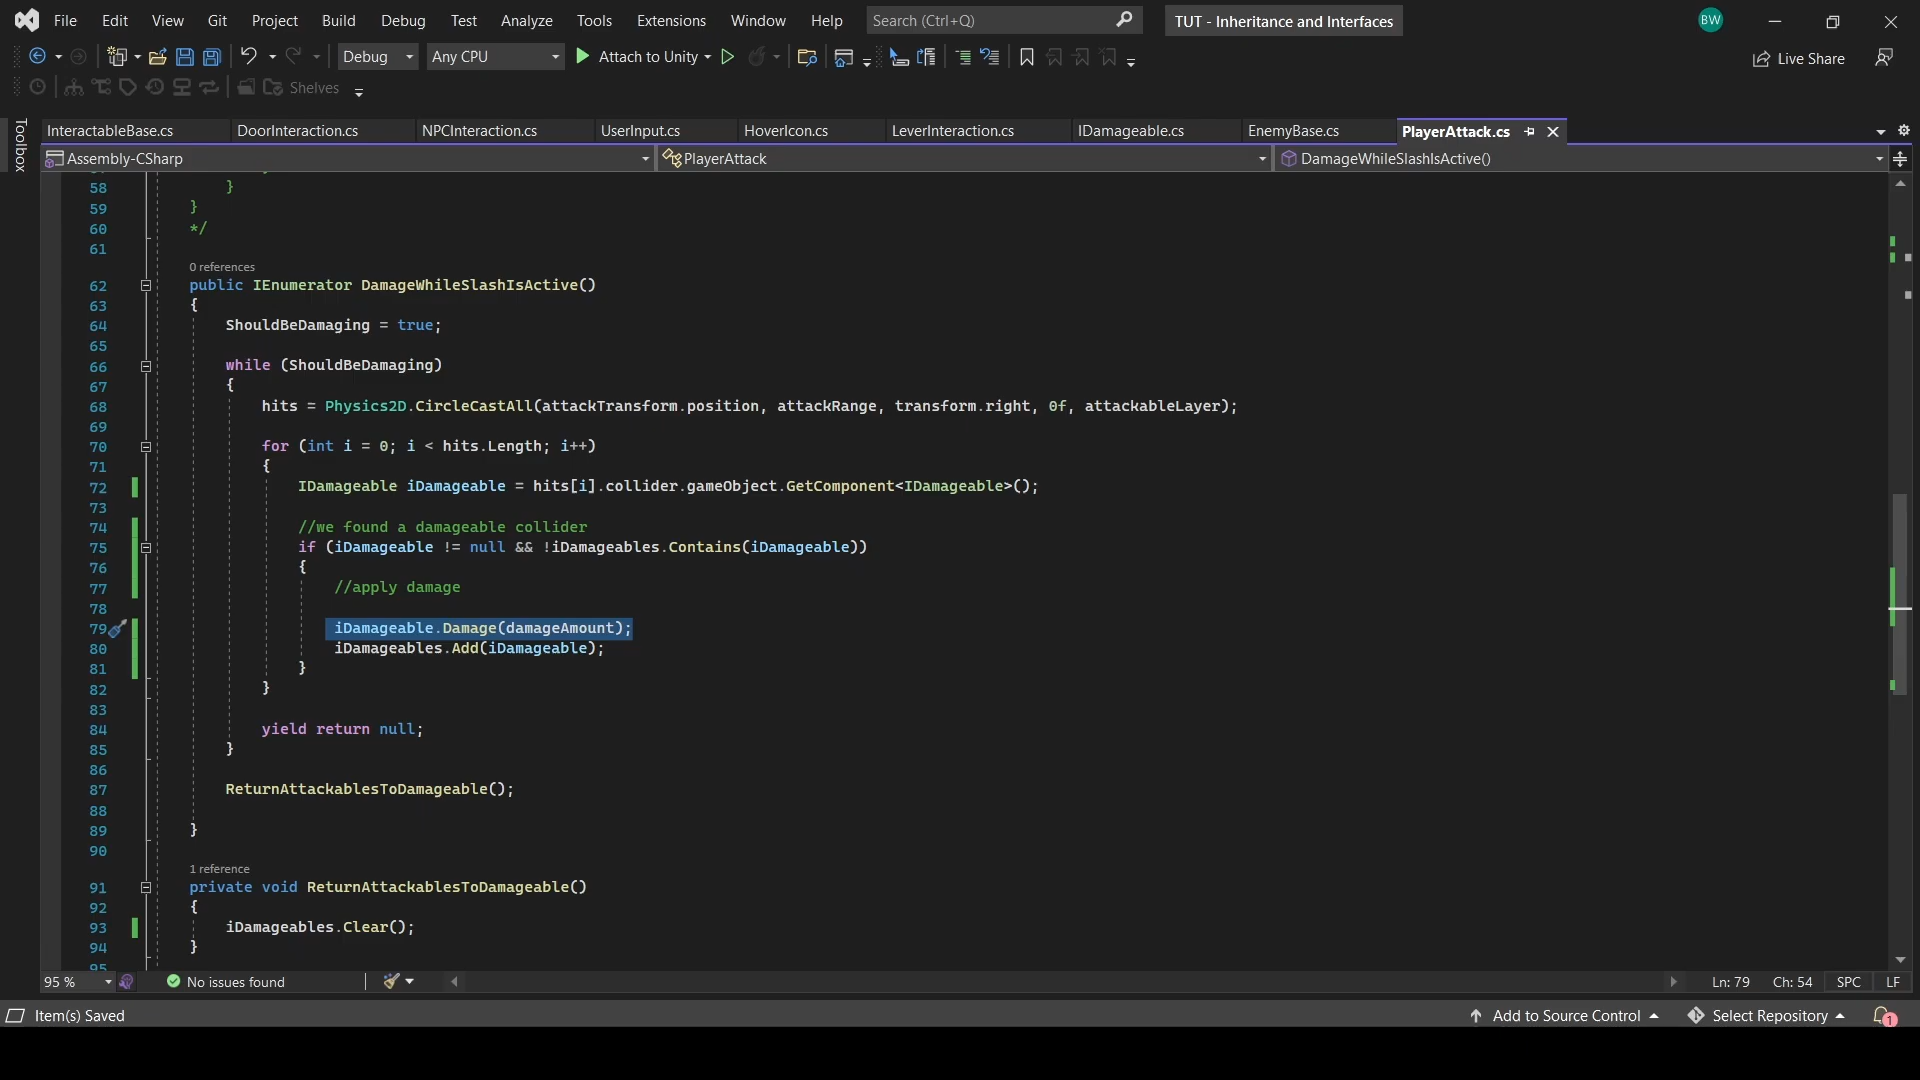 File Edit View Git Project Build Debug Test Analyze Tools Extensions Window Help Search (Ctrl+Q) TUT - Inheritance and Interfaces BW
Debug Any CPU Attach to Unity Live Share
Shelves
Toolbox
InteractableBase.cs DoorInteraction.cs NPCInteraction.cs UserInput.cs HoverIcon.cs LeverInteraction.cs IDamageable.cs EnemyBase.cs PlayerAttack.cs
Assembly-CSharp PlayerAttack DamageWhileSlashIsActive()
58 }
59 }
60 */
61
0 references
62 public IEnumerator DamageWhileSlashIsActive()
63 {
64 ShouldBeDamaging = true;
65
66 while (ShouldBeDamaging)
67 {
68 hits = Physics2D.CircleCastAll(attackTransform.position, attackRange, transform.right, 0f, attackableLayer);
69
70 for (int i = 0; i < hits.Length; i++)
71 {
72 IDamageable iDamageable = hits[i].collider.gameObject.GetComponent<IDamageable>();
73
74 //we found a damageable collider
75 if (iDamageable != null && !iDamageables.Contains(iDamageable))
76 {
77 //apply damage
78
79 iDamageable.Damage(damageAmount);
80 iDamageables.Add(iDamageable);
81 }
82 }
83
84 yield return null;
85 }
86
87 ReturnAttackablesToDamageable();
88
89 }
90
1 reference
91 private void ReturnAttackablesToDamageable()
92 {
93 iDamageables.Clear();
94 }
95
95 % No issues found Ln: 79 Ch: 54 SPC LF
Item(s) Saved Add to Source Control Select Repository 1